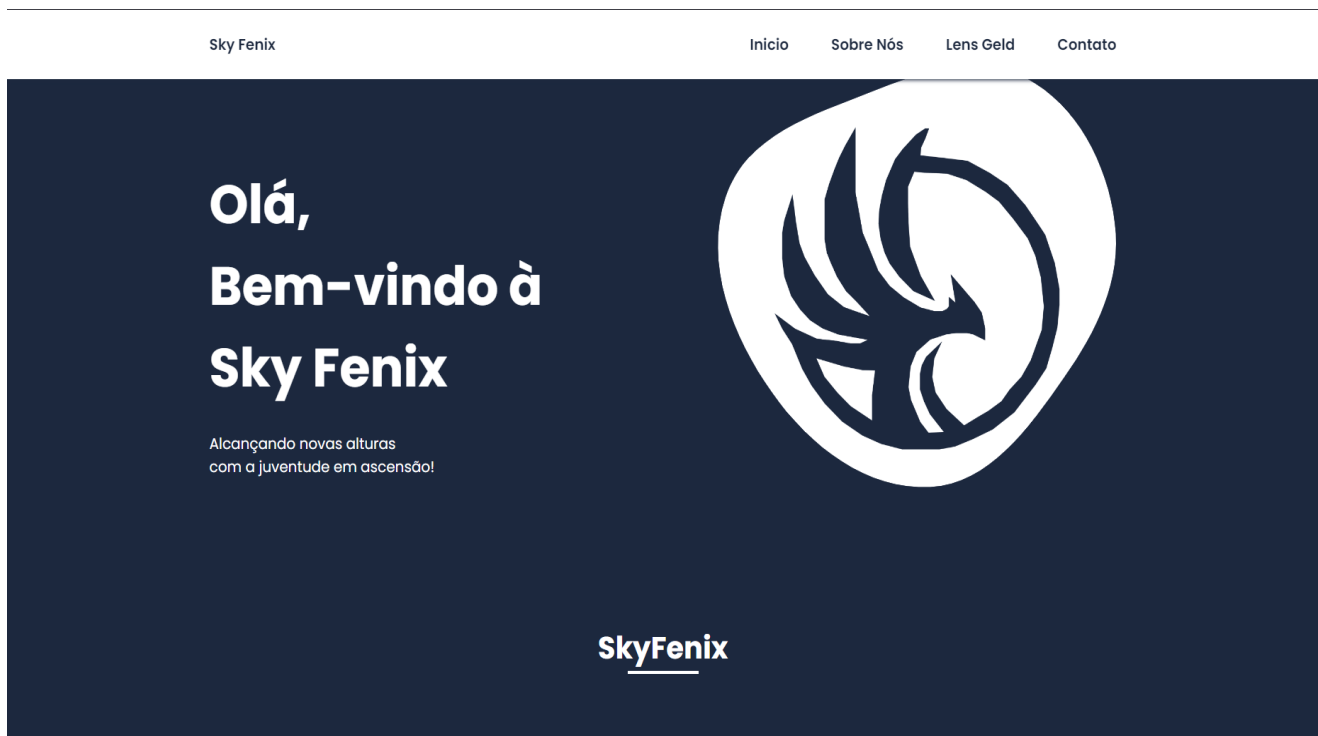 Sky Fenix
Inicio Sobre Nós Lens Geld Contato
Olá,
Bem-vindo à
Sky Fenix
Alcançando novas alturas
com a juventude em ascensão!
SkyFenix